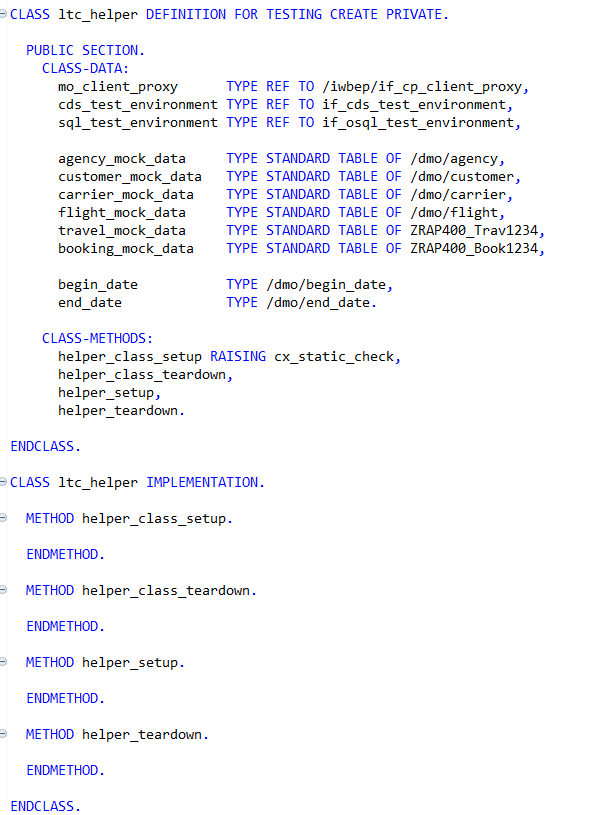 CLASS ltc_helper DEFINITION FOR TESTING CREATE PRIVATE.
PUBLIC SECTION.
CLASS-DATA:
mo_client_proxy TYPE REF TO /iwbep/if_cp_client_proxy,
cds_test_environment TYPE REF TO if_cds_test_environment,
sql_test_environment TYPE REF TO if_osql_test_environment,
agency_mock_data TYPE STANDARD TABLE OF /dmo/agency,
customer_mock_data TYPE STANDARD TABLE OF /dmo/customer,
carrier_mock_data TYPE STANDARD TABLE OF /dmo/carrier,
flight_mock_data TYPE STANDARD TABLE OF /dmo/flight,
travel_mock_data TYPE STANDARD TABLE OF ZRAP400_Trav1234,
booking_mock_data TYPE STANDARD TABLE OF ZRAP400_Book1234,
begin_date TYPE /dmo/begin_date,
end_date TYPE /dmo/end_date.
CLASS-METHODS:
helper_class_setup RAISING cx_static_check,
helper_class_teardown,
helper_setup,
helper_teardown.
ENDCLASS.
CLASS ltc_helper IMPLEMENTATION.
METHOD helper_class_setup.
ENDMETHOD.
METHOD helper_class_teardown.
ENDMETHOD.
METHOD helper_setup.
ENDMETHOD.
METHOD helper_teardown.
ENDMETHOD.
ENDCLASS.